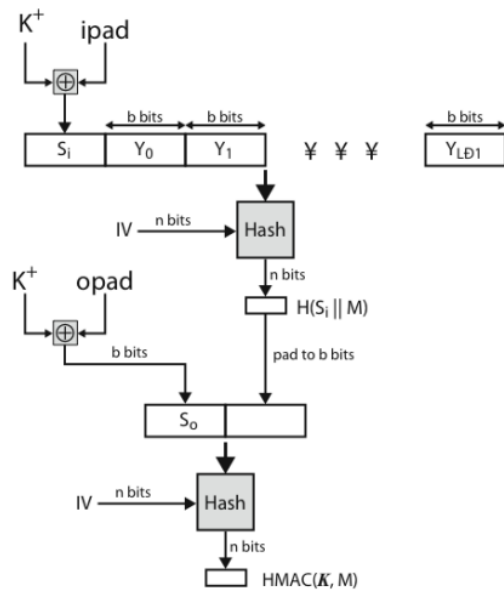 K+ ipad
⊕
b bits b bits b bits
Si Y0 Y1 ¥ ¥ ¥ YLÐ1
IV n bits Hash
n bits
K+ opad H(Si || M)
⊕
b bits pad to b bits
So
IV n bits Hash
n bits
HMAC(K, M)